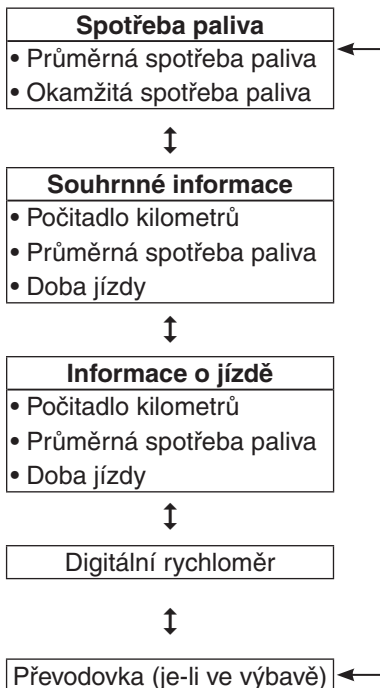 Spotřeba paliva
• Průměrná spotřeba paliva
• Okamžitá spotřeba paliva
Souhrnné informace
• Počitadlo kilometrů
• Průměrná spotřeba paliva
• Doba jízdy
Informace o jízdě
• Počitadlo kilometrů
• Průměrná spotřeba paliva
• Doba jízdy
Digitální rychloměr
Převodovka (je-li ve výbavě)